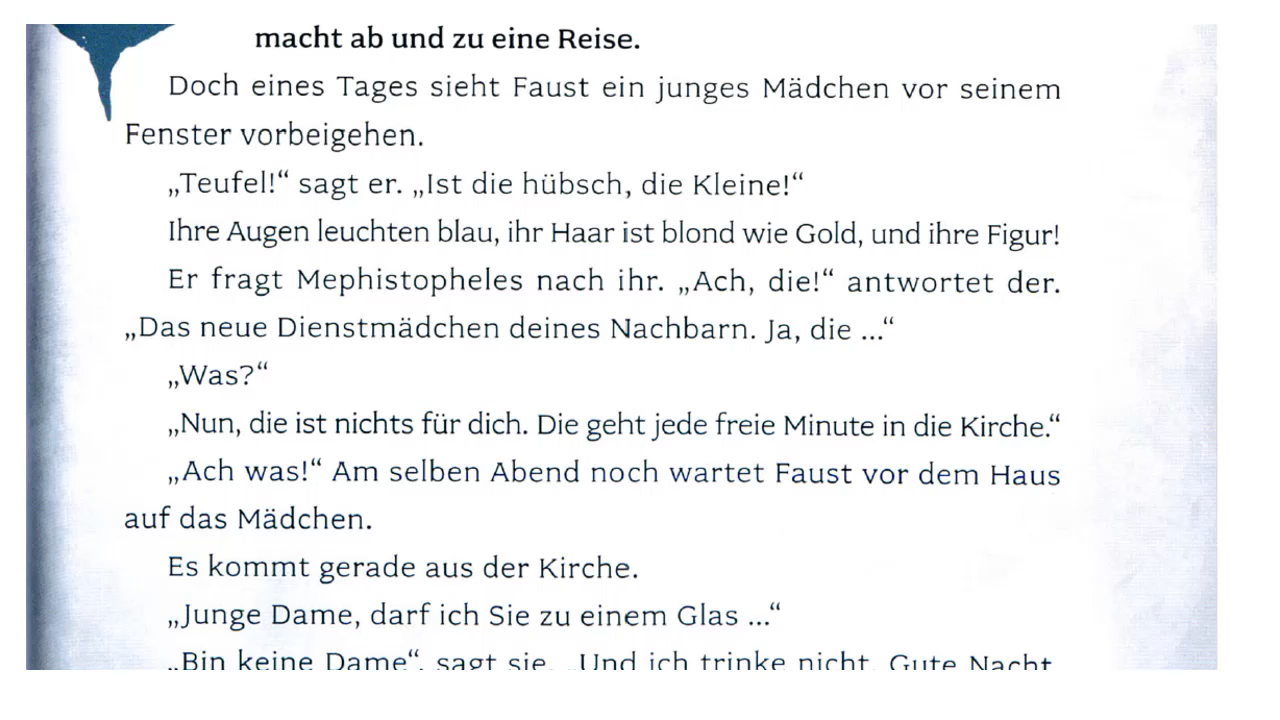 macht ab und zu eine Reise.
Doch eines Tages sieht Faust ein junges Mädchen vor seinem
Fenster vorbeigehen.
„Teufel!“ sagt er. „Ist die hübsch, die Kleine!“
Ihre Augen leuchten blau, ihr Haar ist blond wie Gold, und ihre Figur!
Er fragt Mephistopheles nach ihr. „Ach, die!“ antwortet der.
„Das neue Dienstmädchen deines Nachbarn. Ja, die ...“
„Was?“
„Nun, die ist nichts für dich. Die geht jede freie Minute in die Kirche.“
„Ach was!“ Am selben Abend noch wartet Faust vor dem Haus
auf das Mädchen.
Es kommt gerade aus der Kirche.
„Junge Dame, darf ich Sie zu einem Glas ...“
„Bin keine Dame“, sagt sie. „Und ich trinke nicht. Gute Nacht